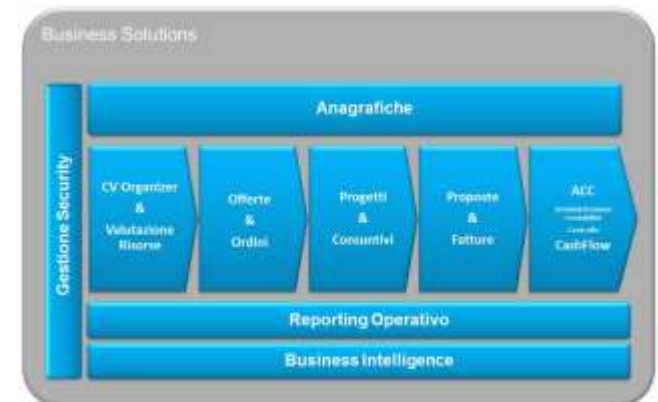 Business Solutions
Gestione Security
Anagrafiche
CV Organizer
&
Valutazione
Risorse
Offerte
&
Ordini
Progetti
&
Consuntivi
Proposte
&
Fatture
ACC
CashFlow
Reporting Operativo
Business Intelligence